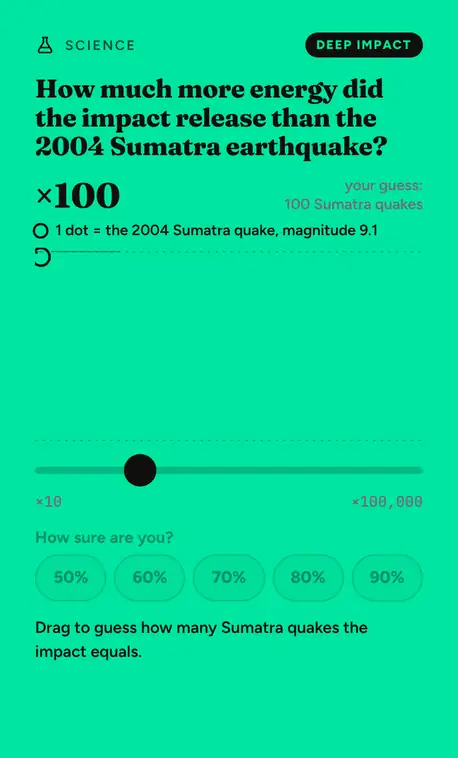 SCIENCE
DEEP IMPACT
How much more energy did
the impact release than the
2004 Sumatra earthquake?
×100
your guess:
100 Sumatra quakes
1 dot = the 2004 Sumatra quake, magnitude 9.1
×10
×100,000
How sure are you?
50%
60%
70%
80%
90%
Drag to guess how many Sumatra quakes the
impact equals.